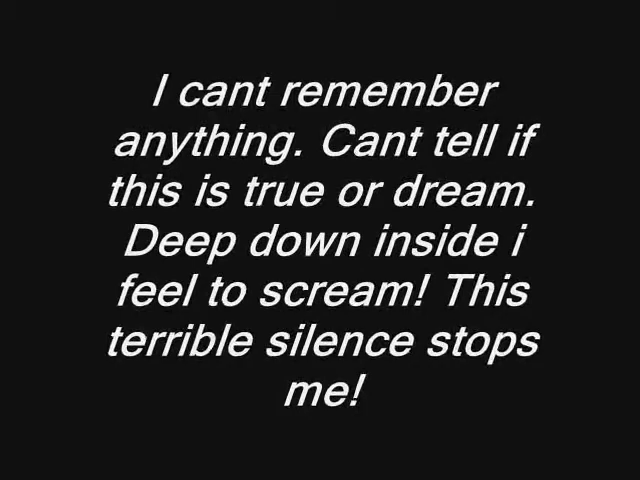 I cant remember
anything. Cant tell if
this is true or dream.
Deep down inside i
feel to scream! This
terrible silence stops
me!